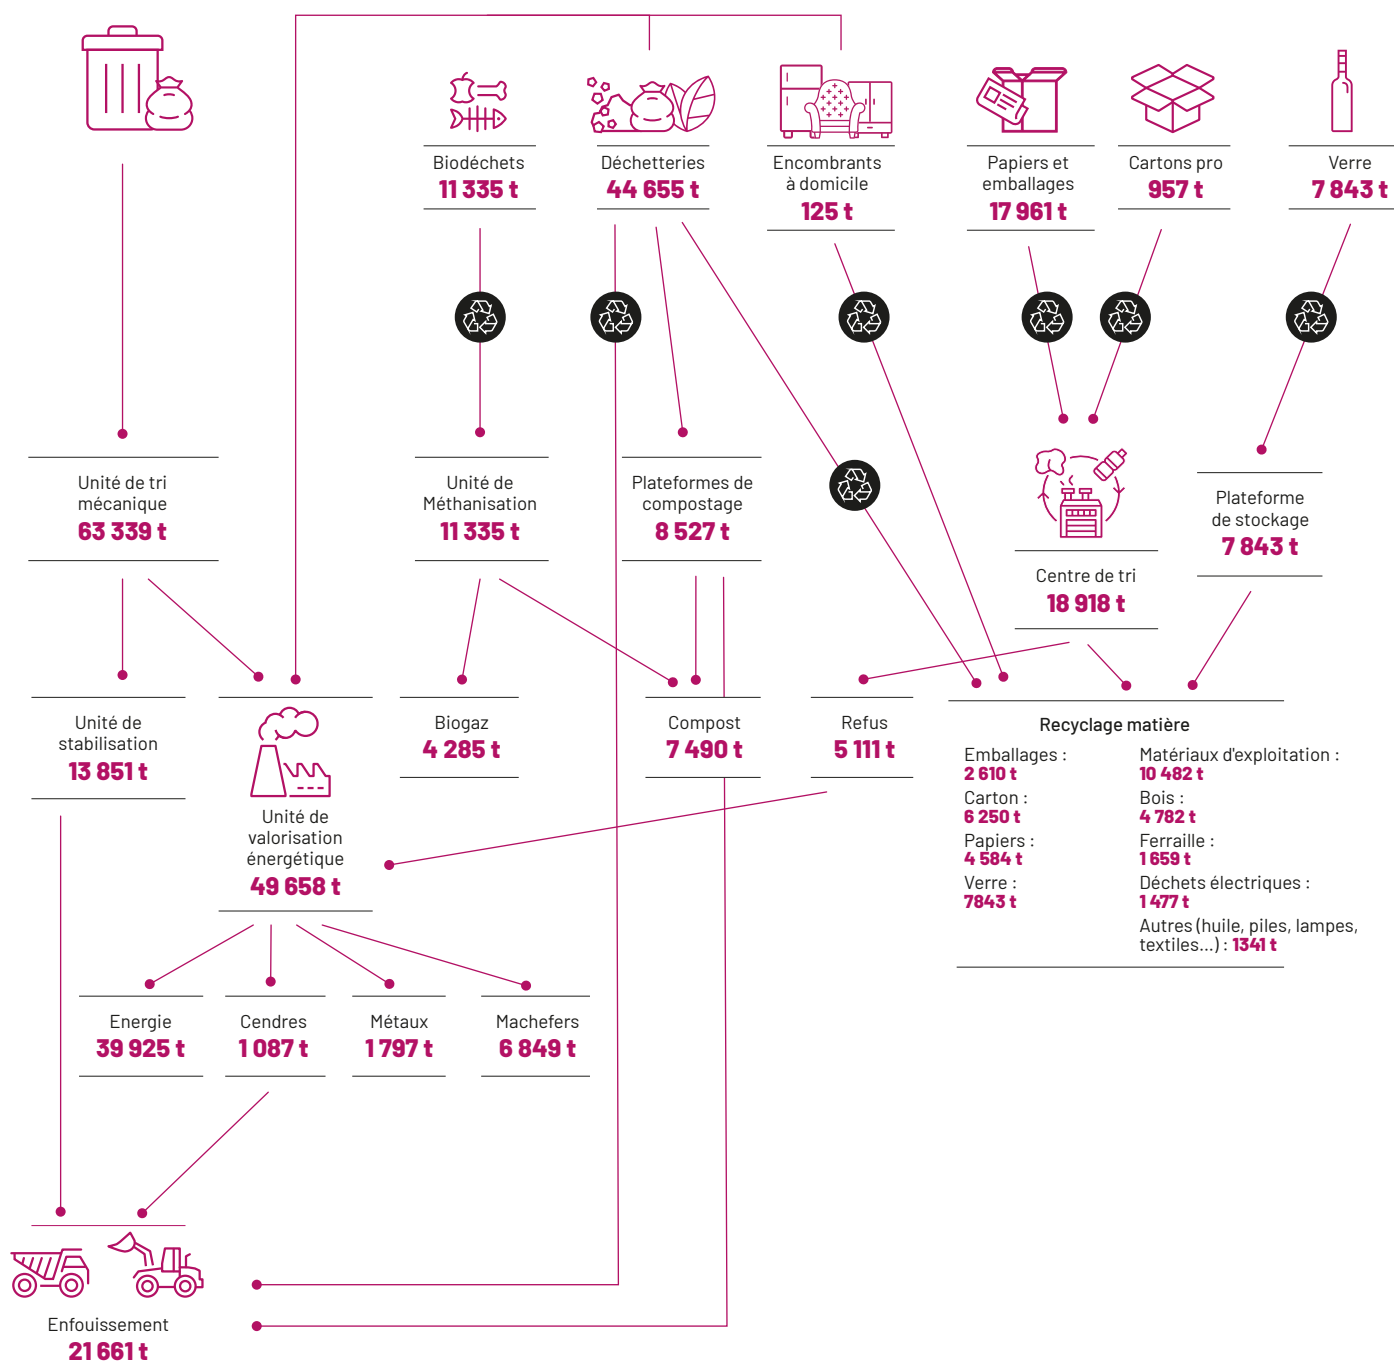 Biodéchets
11 335 t
Déchetteries
44 655 t
Encombrants
à domicile
125 t
Papiers et
emballages
17 961 t
Cartons pro
957 t
Verre
7 843 t
Unité de tri
mécanique
63 339 t
Unité de
Méthanisation
11 335 t
Plateformes de
compostage
8 527 t
Centre de tri
18 918 t
Plateforme
de stockage
7 843 t
Unité de
stabilisation
13 851 t
Unité de
valorisation
énergétique
49 658 t
Biogaz
4 285 t
Compost
7 490 t
Refus
5 111 t
Recyclage matière
Emballages :
2 610 t
Carton :
6 250 t
Papiers :
4 584 t
Verre :
7843 t
Matériaux d'exploitation :
10 482 t
Bois :
4 782 t
Ferraille :
1 659 t
Déchets électriques :
1 477 t
Autres (huile, piles, lampes,
textiles...) : 1341 t
Energie
39 925 t
Cendres
1 087 t
Métaux
1 797 t
Machefers
6 849 t
Enfouissement
21 661 t